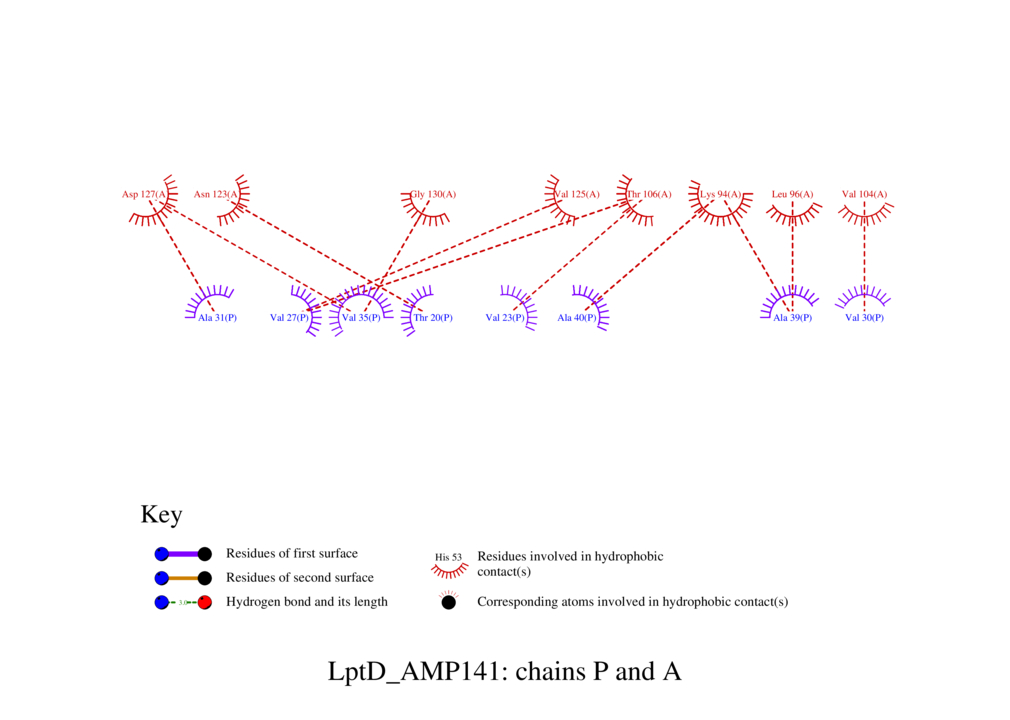 Asp 127(A) Asn 123(A) Gly 130(A) Val 125(A) Thr 106(A) Lys 94(A) Leu 96(A) Val 104(A)
Ala 31(P) Val 27(P) Val 35(P) Thr 20(P) Val 23(P) Ala 40(P) Ala 39(P) Val 30(P)
Key
Residues of first surface
Residues of second surface
3.0 Hydrogen bond and its length
His 53 Residues involved in hydrophobic
contact(s)
Corresponding atoms involved in hydrophobic contact(s)
LptD_AMP141: chains P and A